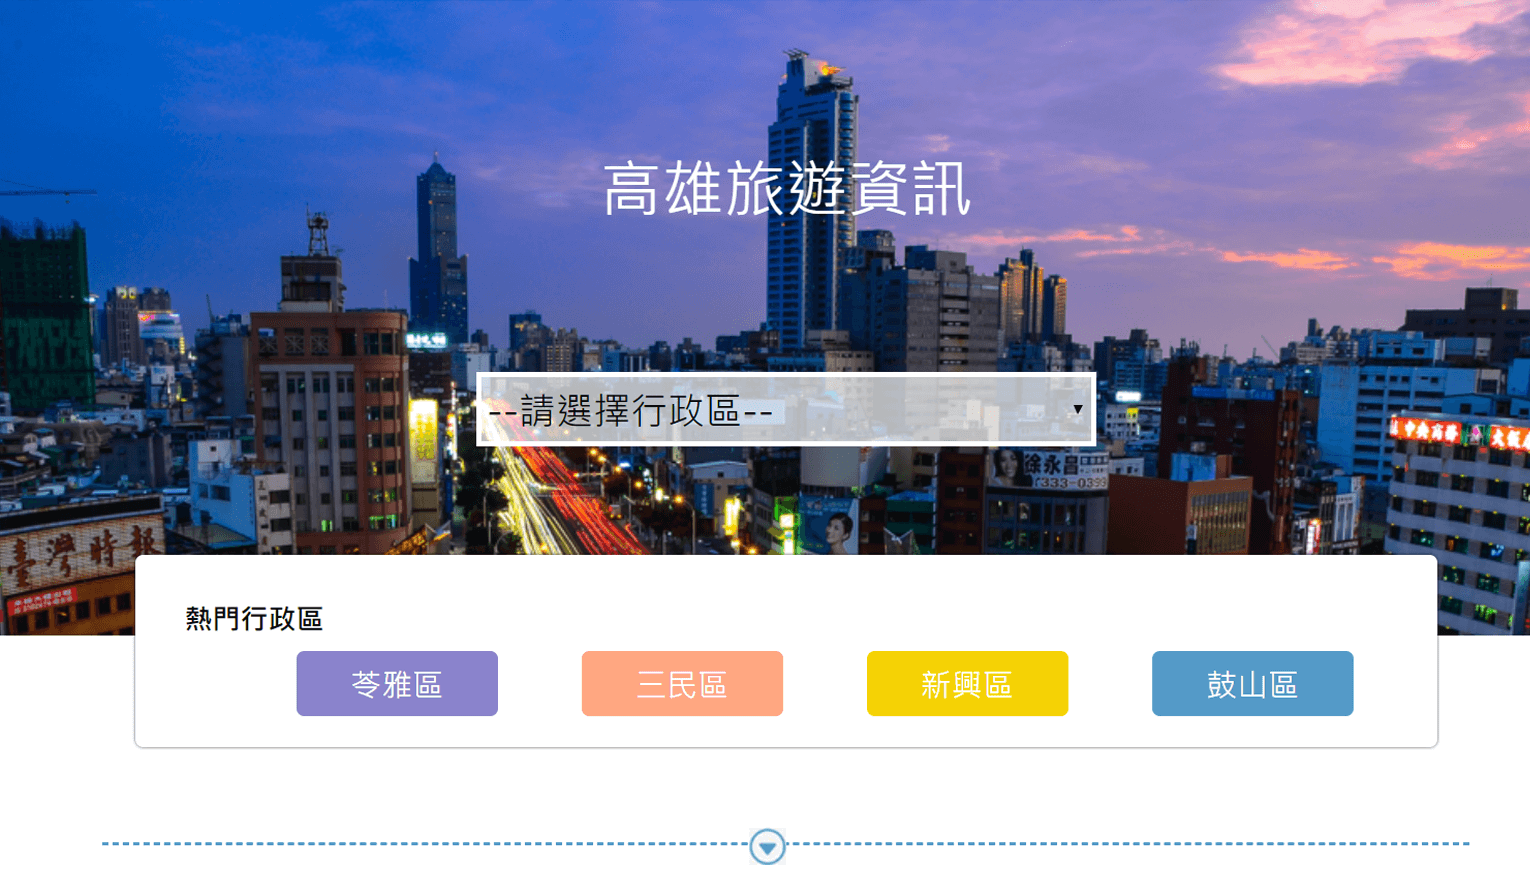 高雄旅遊資訊
--請選擇行政區--
徐永昌
333-0399
臺灣時報
熱門行政區
苓雅區
三民區
新興區
鼓山區